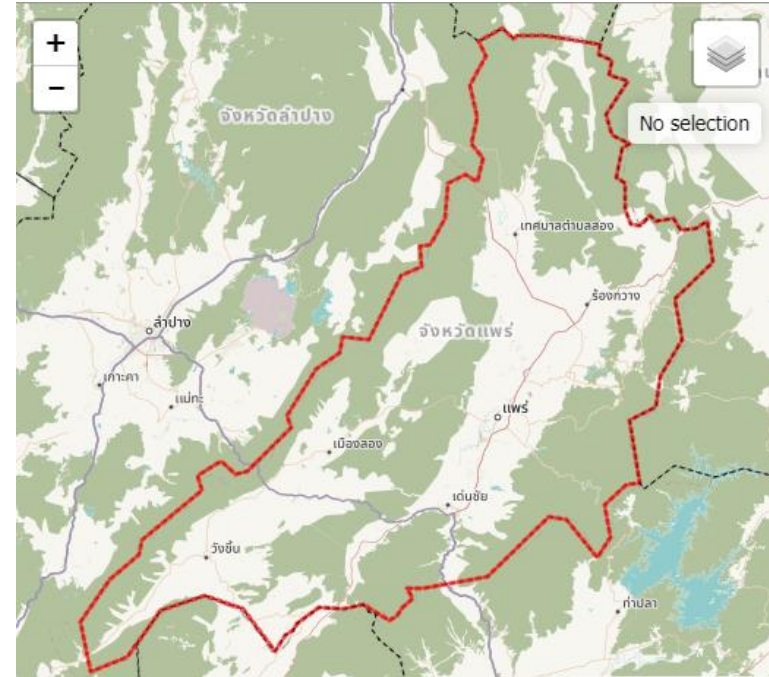 +
−
จังหวัดลำปาง
No selection
เทศบาลตำบลสอง
ร้องกวาง
ลำปาง
จังหวัดแพร่
เกาะคา
แม่ทะ
แพร่
เมืองลอง
เด่นชัย
วังชิ้น
ท่าปลา